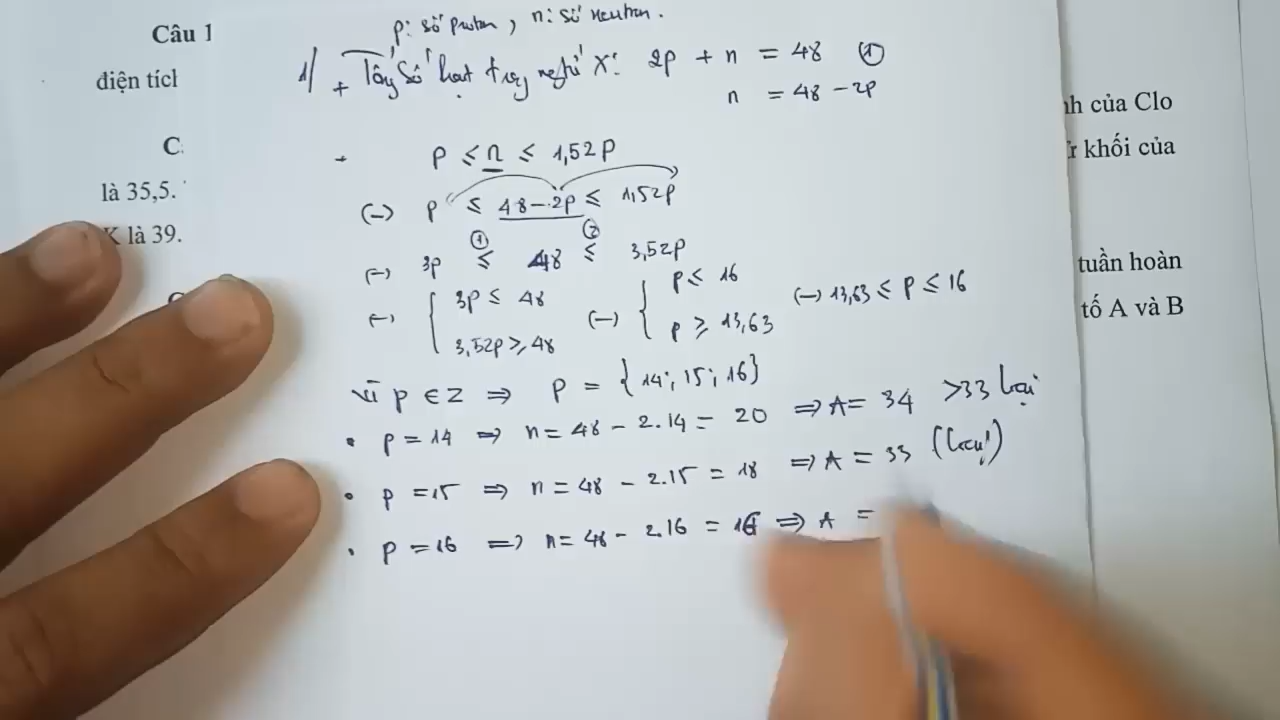 Câu 1
p: số proton, n: số neutron.
điện tích
1/ + Tổng số hạt trong ngtử X: 2p + n = 48 ①
n = 48 - 2p
C
là 35,5.
K là 39.
nh của Clo
khối của
tuần hoàn
tố A và B
+ p ≤ n ≤ 1,52p
(-) p ≤ 48 - 2p ≤ 1,52p
① ②
(-) 3p ≤ 48 ≤ 3,52p
(-) { 3p ≤ 48 (-) { p ≤ 16 (-) 13,63 ≤ p ≤ 16
3,52p ≥ 48 p ≥ 13,63
Vì p ∈ Z ⇒ p = {14; 15; 16}
• p = 14 ⇒ n = 48 - 2.14 = 20 ⇒ A = 34 >33 loại
• p = 15 ⇒ n = 48 - 2.15 = 18 ⇒ A = 33 (loại)
• p = 16 ⇒ n = 48 - 2.16 = 16 ⇒ A =